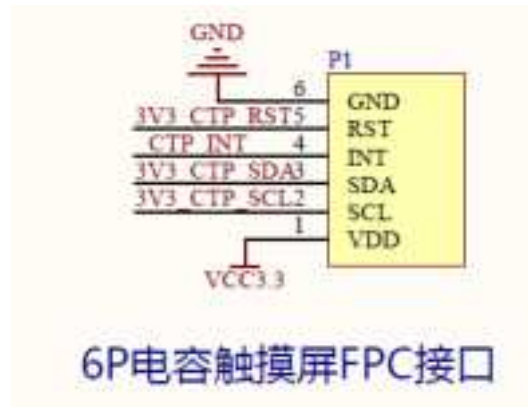 GND
P1
6 GND
3V3_CTP_RST5 RST
CTP_INT 4 INT
3V3_CTP_SDA3 SDA
3V3_CTP_SCL2 SCL
1 VDD
VCC3.3
6P电容触摸屏FPC接口